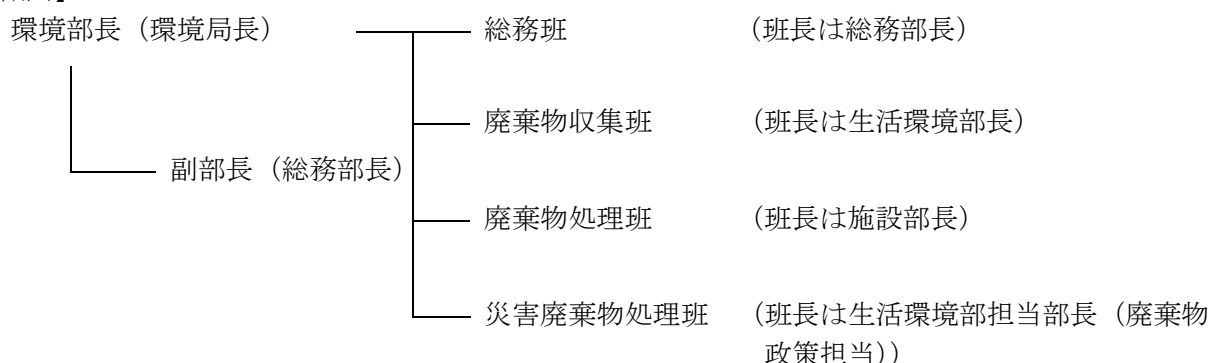 環境部長（環境局長） 総務班 （班長は総務部長）
廃棄物収集班 （班長は生活環境部長）
副部長（総務部長）
廃棄物処理班 （班長は施設部長）
災害廃棄物処理班 （班長は生活環境部担当部長（廃棄物
政策担当））